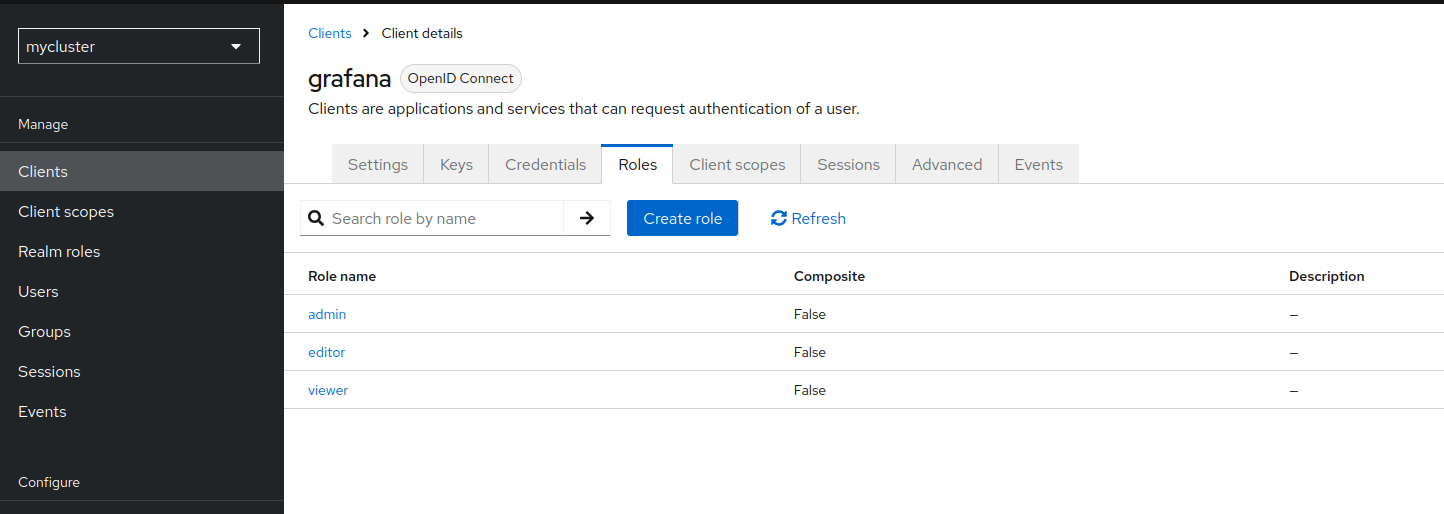 mycluster
Manage
Clients
Client scopes
Realm roles
Users
Groups
Sessions
Events
Configure
Clients > Client details
grafana OpenID Connect
Clients are applications and services that can request authentication of a user.
Settings Keys Credentials Roles Client scopes Sessions Advanced Events
Search role by name Create role Refresh
Role name Composite Description
admin False —
editor False —
viewer False —